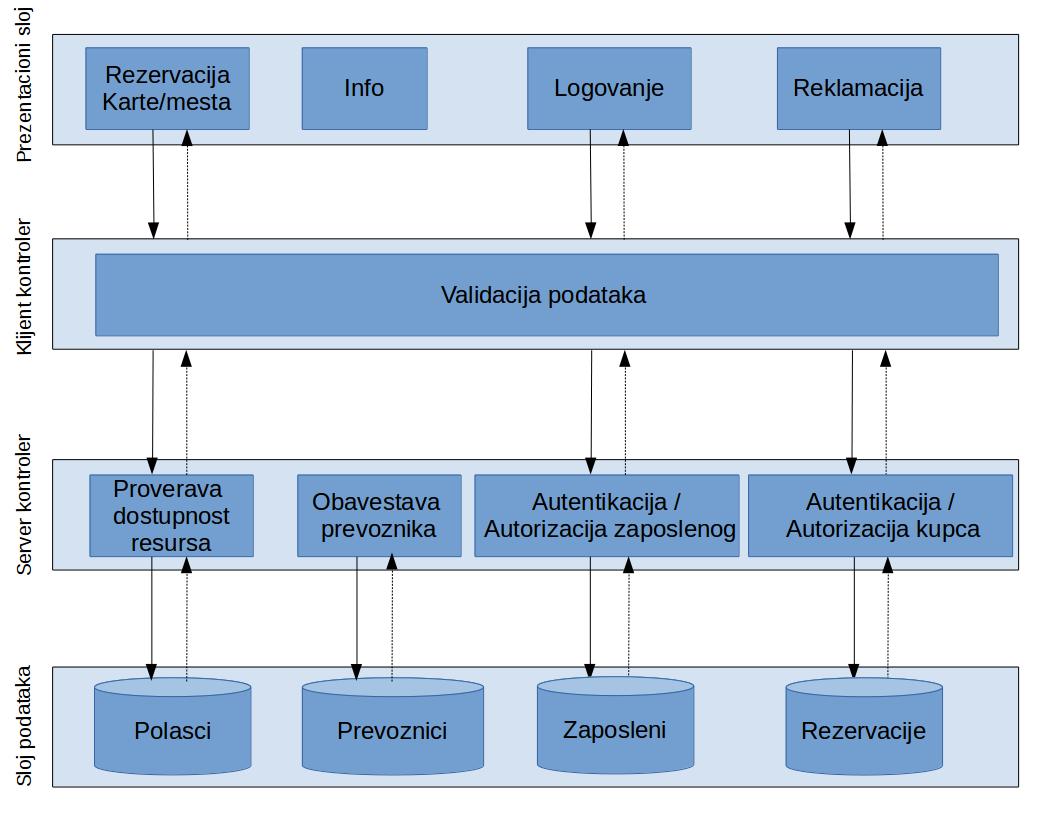 Prezentacioni sloj
Rezervacija
Karte/mesta
Info
Logovanje
Reklamacija
Klijent kontroler
Validacija podataka
Server kontroler
Proverava
dostupnost
resursa
Obavestava
prevoznika
Autentikacija /
Autorizacija zaposlenog
Autentikacija /
Autorizacija kupca
Sloj podataka
Polasci
Prevoznici
Zaposleni
Rezervacije